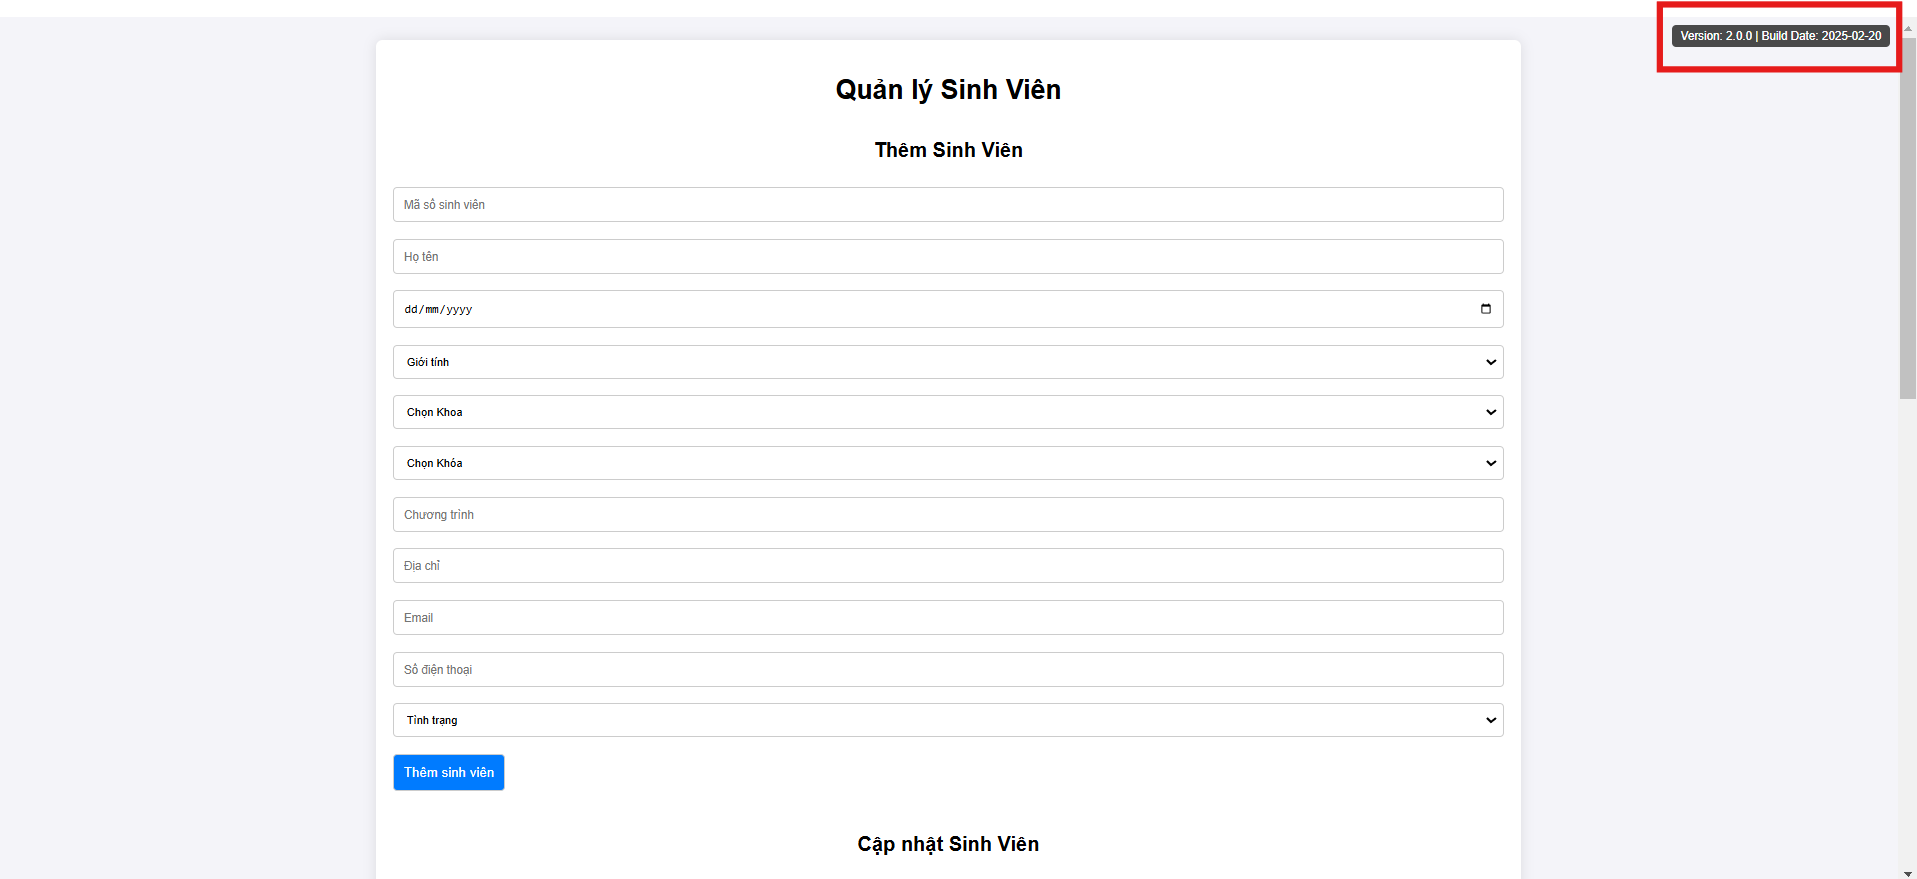 Version: 2.0.0 | Build Date: 2025-02-20
Quản lý Sinh Viên
Thêm Sinh Viên
Mã số sinh viên
Họ tên
dd/mm/yyyy
Giới tính
Chọn Khoa
Chọn Khóa
Chương trình
Địa chỉ
Email
Số điện thoại
Tình trạng
Thêm sinh viên
Cập nhật Sinh Viên